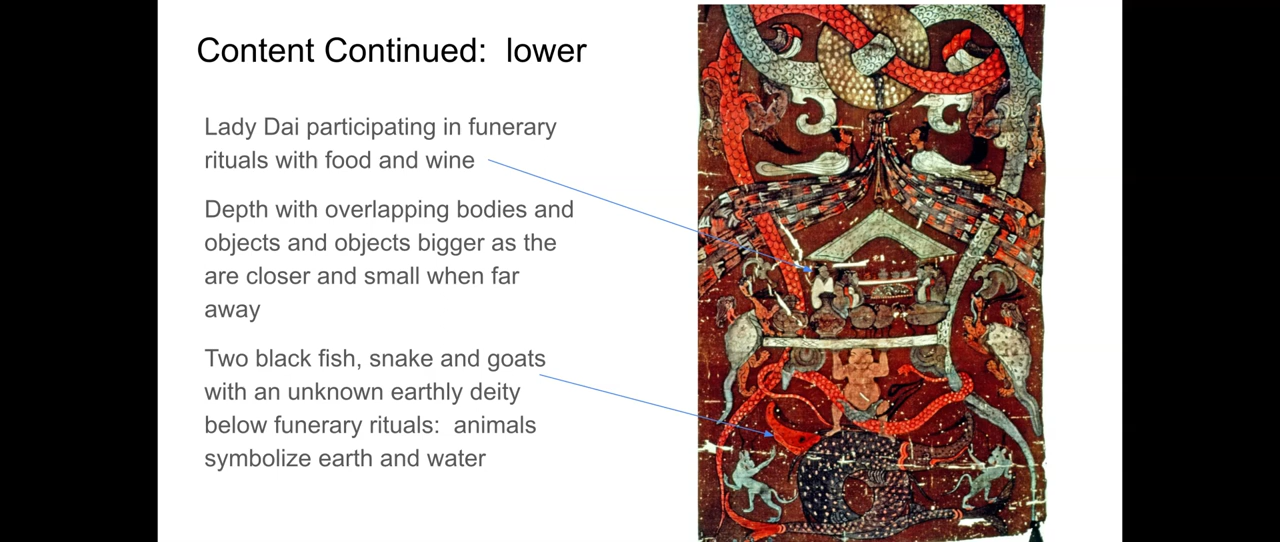 Content Continued:  lower
Lady Dai participating in funerary
rituals with food and wine
Depth with overlapping bodies and
objects and objects bigger as the
are closer and small when far
away
Two black fish, snake and goats
with an unknown earthly deity
below funerary rituals:  animals
symbolize earth and water